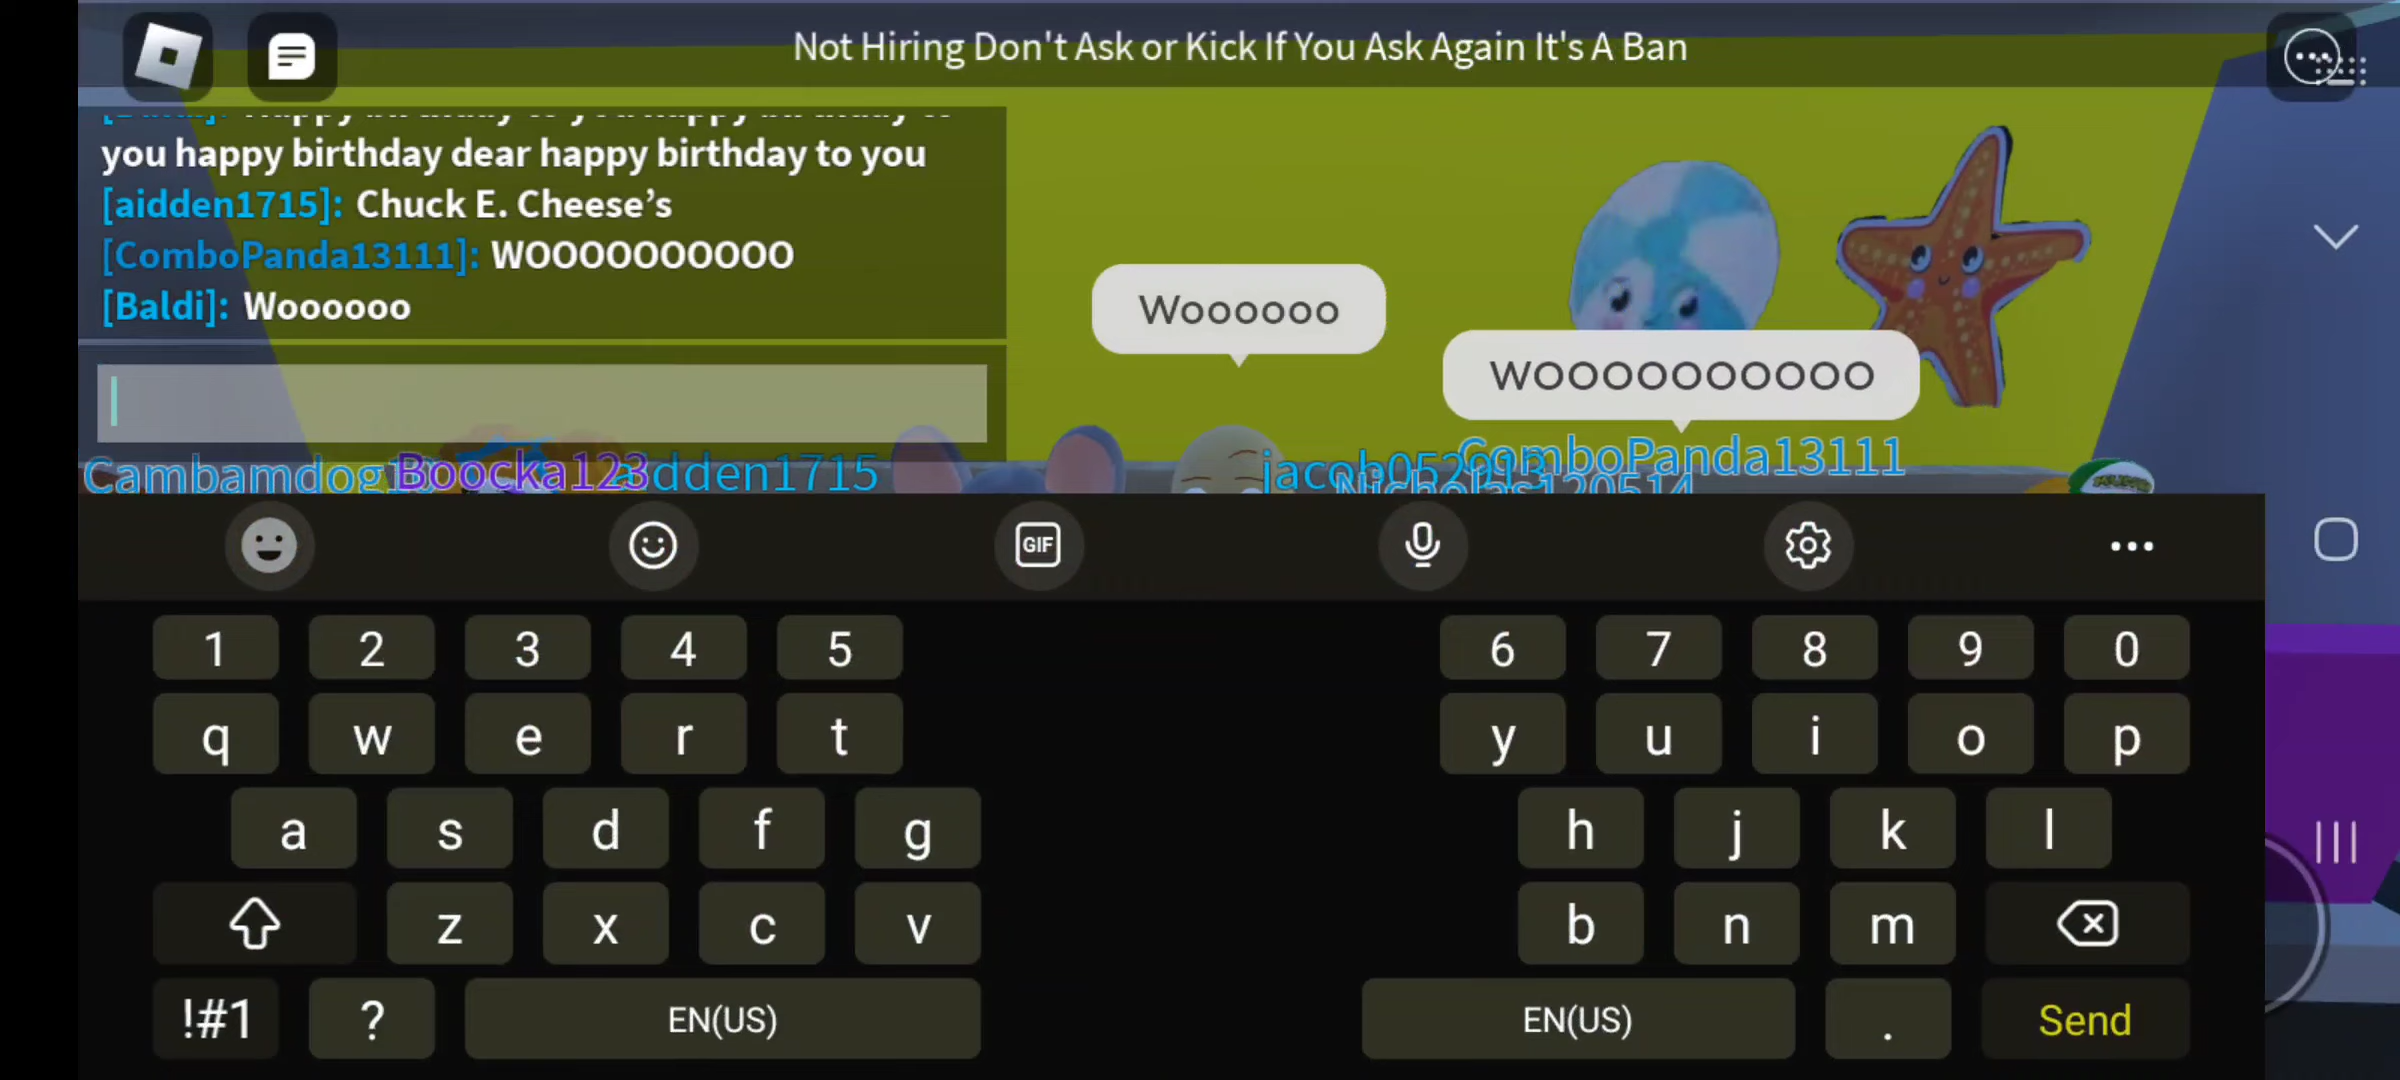 Not Hiring Don't Ask or Kick If You Ask Again It's A Ban
you happy birthday dear happy birthday to you
[aidden1715]: Chuck E. Cheese’s
[ComboPanda13111]: WOOOOOOOOOO
[Baldi]: Woooooo
Woooooo
WOOOOOOOOOOO
ComboPanda13111
Boocka123
GIF
1 2 3 4 5 6 7 8 9 0
q w e r t y u i o p
a s d f g h j k l
z x c v b n m
!#1 ? EN(US) EN(US) . Send